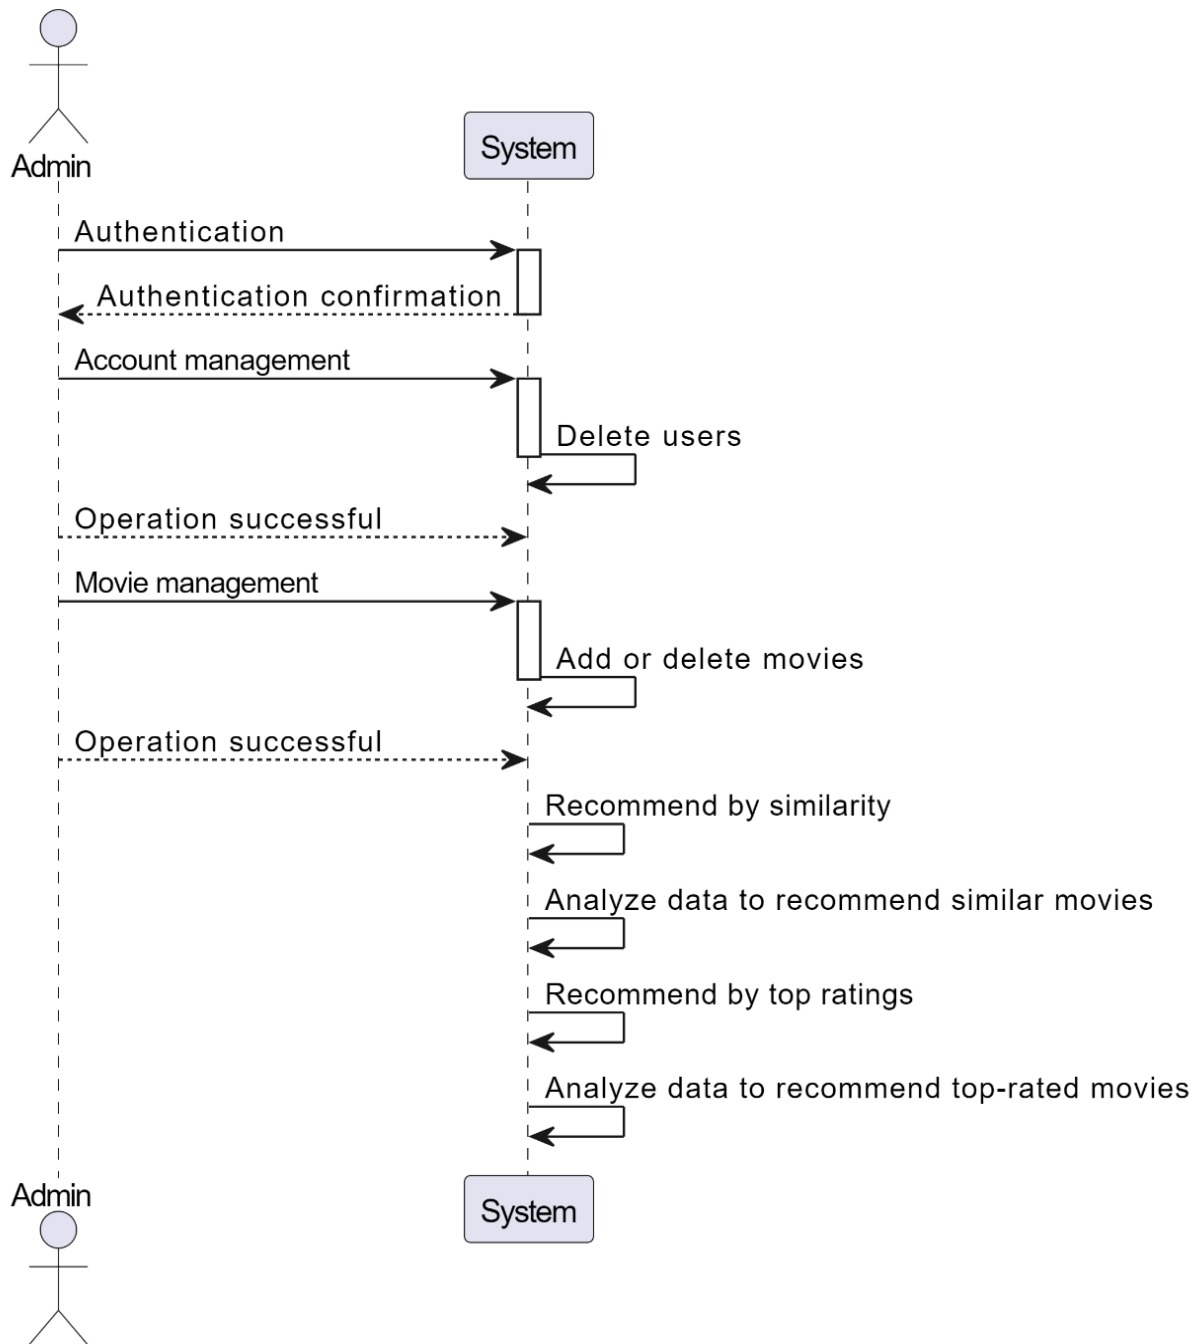 Admin
System
Authentication
Authentication confirmation
Account management
Delete users
Operation successful
Movie management
Add or delete movies
Operation successful
Recommend by similarity
Analyze data to recommend similar movies
Recommend by top ratings
Analyze data to recommend top-rated movies
Admin
System